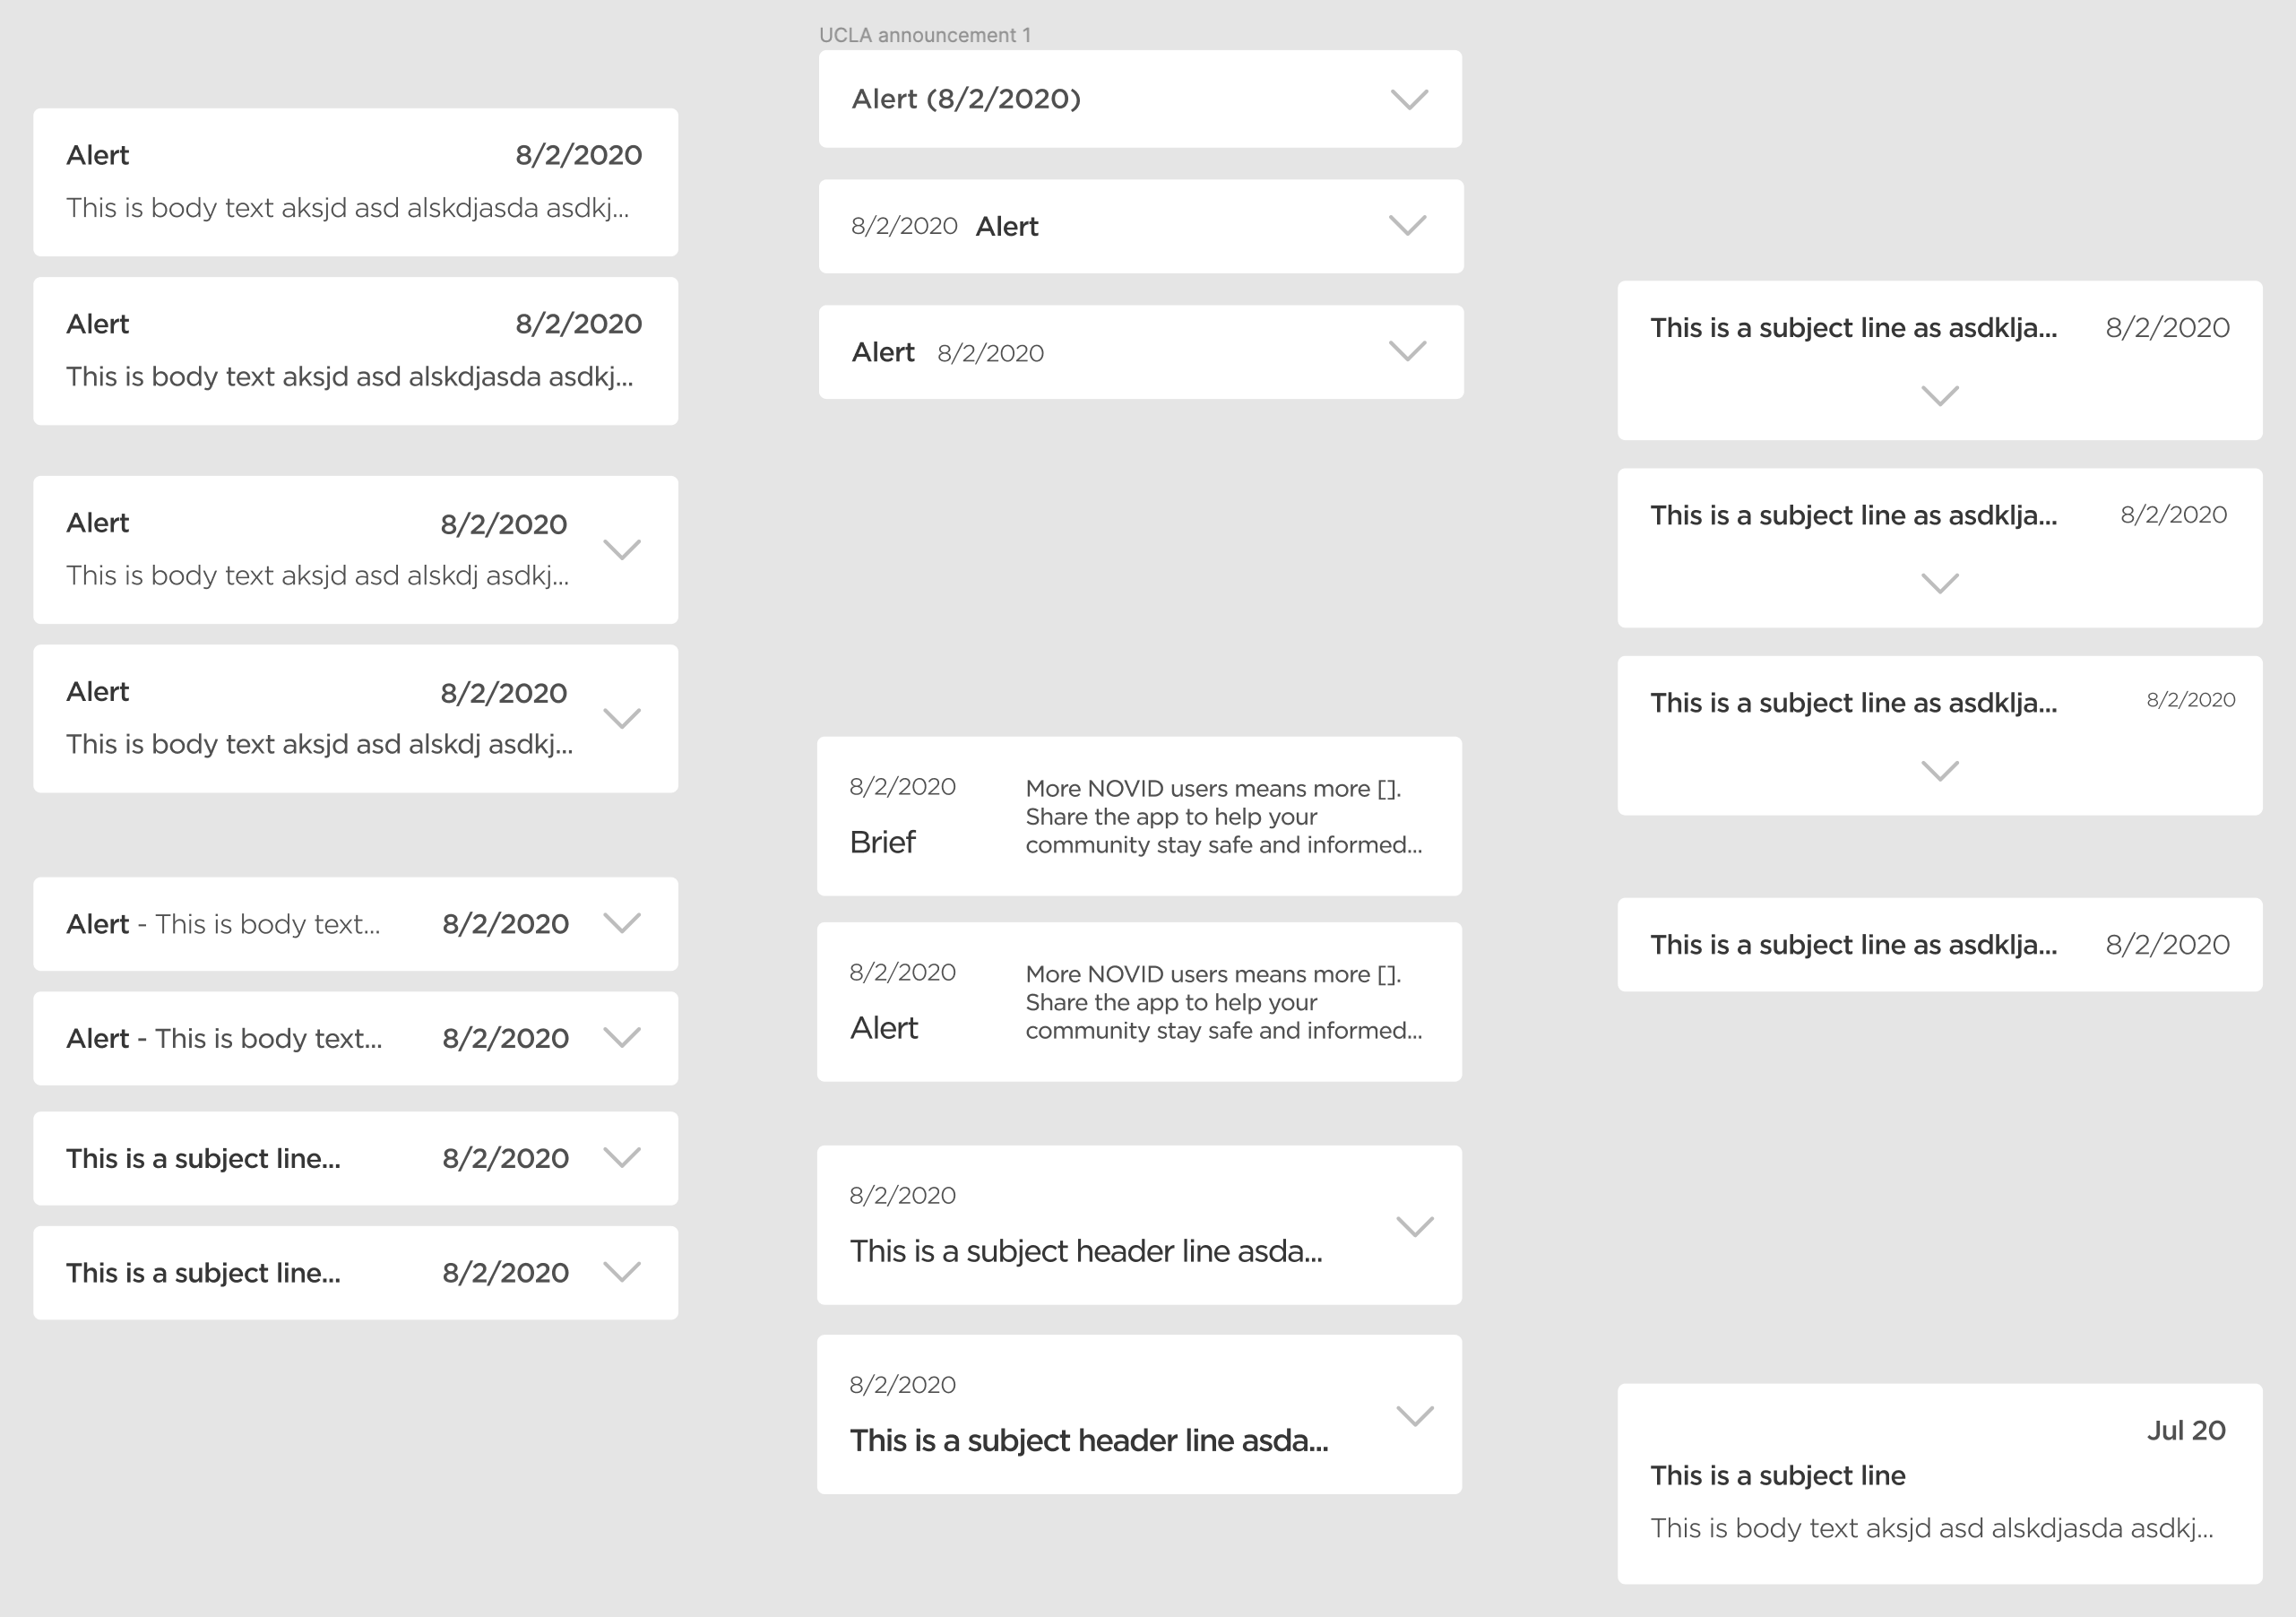 Alert 8/2/2020
This is body text aksjd asd alskdjasda asdkj...
Alert 8/2/2020
This is body text aksjd asd alskdjasda asdkj...
Alert 8/2/2020
This is body text aksjd asd alskdj asdkj...
Alert 8/2/2020
This is body text aksjd asd alskdj asdkj...
Alert - This is body text... 8/2/2020
Alert - This is body text... 8/2/2020
This is a subject line... 8/2/2020
This is a subject line... 8/2/2020
UCLA announcement 1
Alert (8/2/2020)
8/2/2020 Alert
Alert 8/2/2020
8/2/2020
Brief
More NOVID users means more [].
Share the app to help your
community stay safe and informed...
8/2/2020
Alert
More NOVID users means more [].
Share the app to help your
community stay safe and informed...
8/2/2020
This is a subject header line asda...
8/2/2020
This is a subject header line asda...
This is a subject line as asdklja... 8/2/2020
This is a subject line as asdklja... 8/2/2020
This is a subject line as asdklja... 8/2/2020
This is a subject line as asdklja... 8/2/2020
Jul 20
This is a subject line
This is body text aksjd asd alskdjasda asdkj...